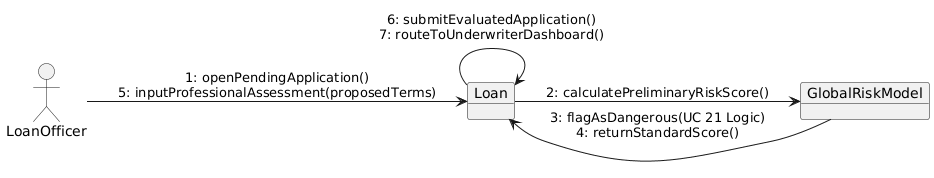 6: submitEvaluatedApplication()
7: routeToUnderwriterDashboard()
1: openPendingApplication()
5: inputProfessionalAssessment(proposedTerms)
LoanOfficer
Loan
2: calculatePreliminaryRiskScore()
GlobalRiskModel
3: flagAsDangerous(UC 21 Logic)
4: returnStandardScore()